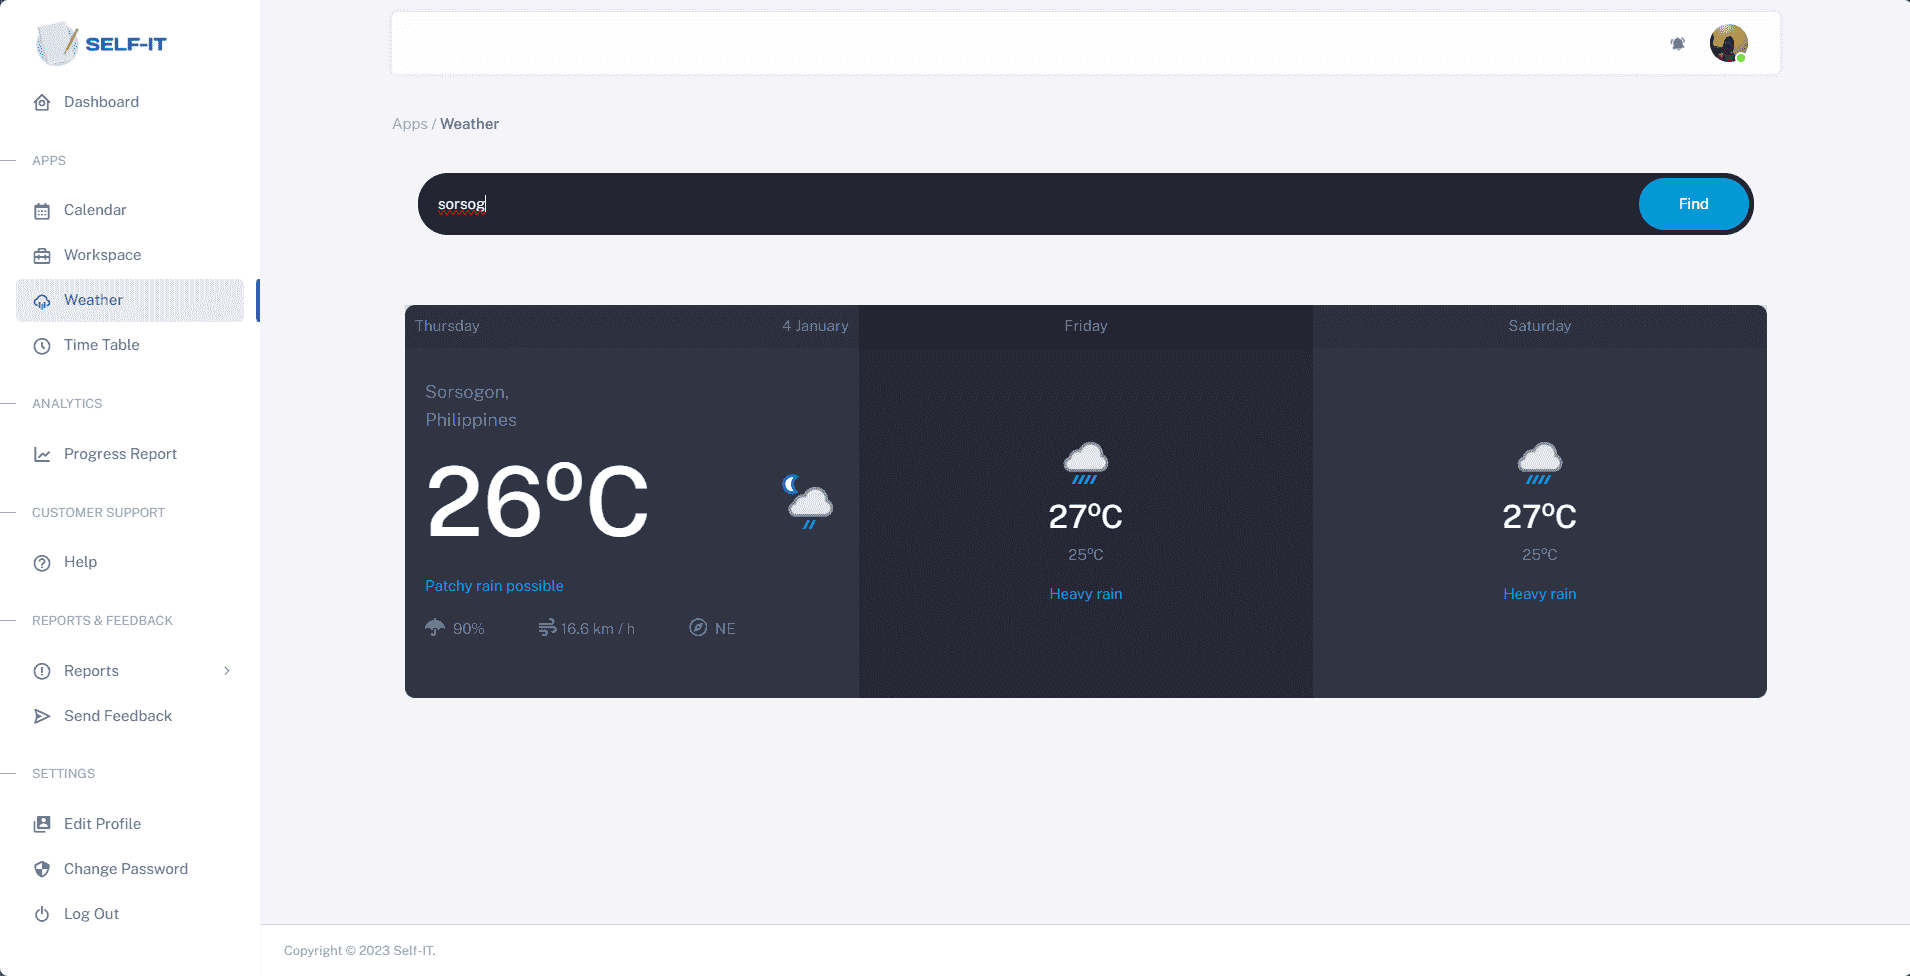 SELF-IT
Dashboard
APPS
Calendar
Workspace
Weather
Time Table
ANALYTICS
Progress Report
CUSTOMER SUPPORT
Help
REPORTS & FEEDBACK
Reports
Send Feedback
SETTINGS
Edit Profile
Change Password
Log Out
Apps / Weather
sorsog
Find
Thursday 4 January
Sorsogon,
Philippines
26°C
Patchy rain possible
90% 16.6 km / h NE
Friday
27°C
25°C
Heavy rain
Saturday
27°C
25°C
Heavy rain
Copyright © 2023 Self-IT.